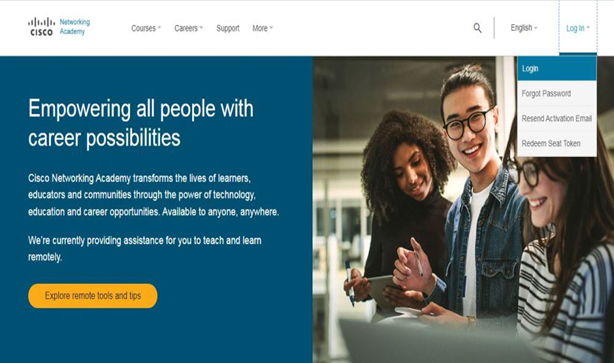 CISCO
Networking
Academy
Courses
Careers
Support
More
English
Log In
Login
Forgot Password
Resend Activation Email
Redeem Seat Token
Empowering all people with
career possibilities
Cisco Networking Academy transforms the lives of learners,
educators and communities through the power of technology,
education and career opportunities. Available to anyone, anywhere.
We're currently providing assistance for you to teach and learn
remotely.
Explore remote tools and tips